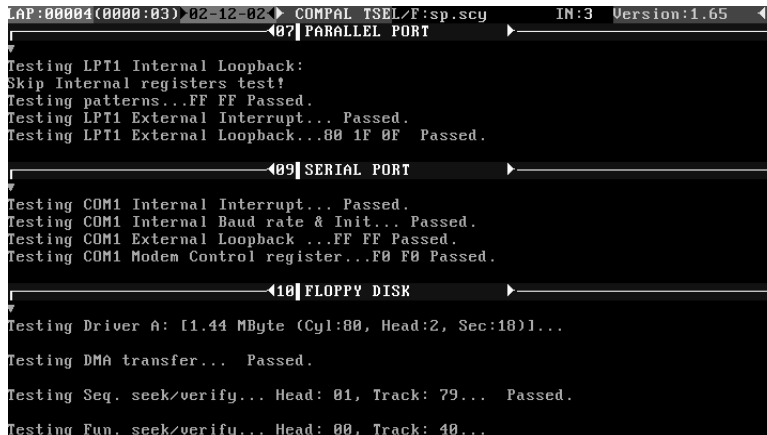 LAP:00004(0000:03) 02-12-02 COMPAL TSEL/F:sp.scy IN:3 Version:1.65
07 PARALLEL PORT
Testing LPT1 Internal Loopback:
Skip Internal registers test!
Testing patterns...FF FF Passed.
Testing LPT1 External Interrupt... Passed.
Testing LPT1 External Loopback...80 1F 0F Passed.
09 SERIAL PORT
Testing COM1 Internal Interrupt... Passed.
Testing COM1 Internal Baud rate & Init... Passed.
Testing COM1 External Loopback ...FF FF Passed.
Testing COM1 Modem Control register...F0 F0 Passed.
10 FLOPPY DISK
Testing Driver A: [1.44 MByte (Cyl:80, Head:2, Sec:18)]...
Testing DMA transfer... Passed.
Testing Seq. seek/verify... Head: 01, Track: 79... Passed.
Testing Fun. seek/verify... Head: 00, Track: 40...